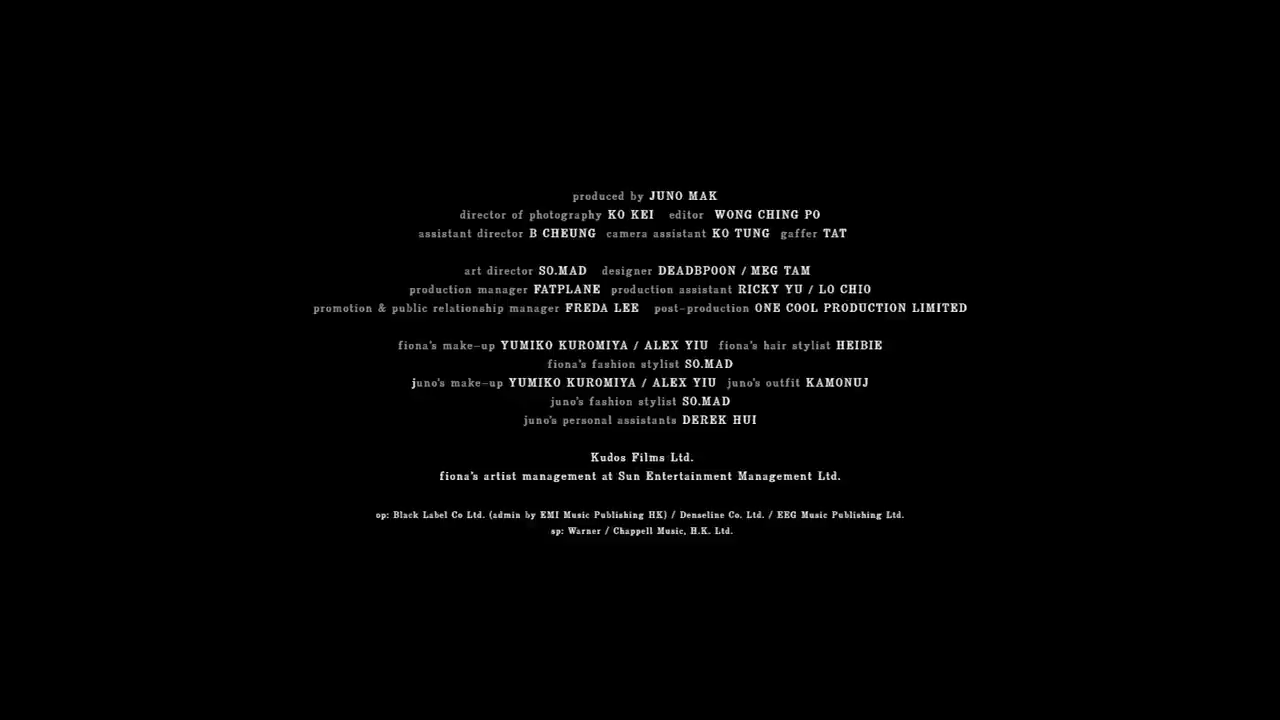 produced by JUNO MAK
director of photography KO KEI editor WONG CHING PO
assistant director B CHEUNG camera assistant KO TUNG gaffer TAT
art director SO.MAD designer DEADBPOON / MEG TAM
production manager FATPLANE production assistant RICKY YU / LO CHIO
promotion & public relationship manager FREDA LEE post-production ONE COOL PRODUCTION LIMITED
fiona's make-up YUMIKO KUROMIYA / ALEX YIU fiona's hair stylist HEIBIE
fiona's fashion stylist SO.MAD
juno's make-up YUMIKO KUROMIYA / ALEX YIU juno's outfit KAMONUJ
juno's fashion stylist SO.MAD
juno's personal assistants DEREK HUI
Kudos Films Ltd.
fiona's artist management at Sun Entertainment Management Ltd.
op: Black Label Co Ltd. (admin by EMI Music Publishing HK) / Denseline Co. Ltd. / EEG Music Publishing Ltd.
sp: Warner / Chappell Music, H.K. Ltd.